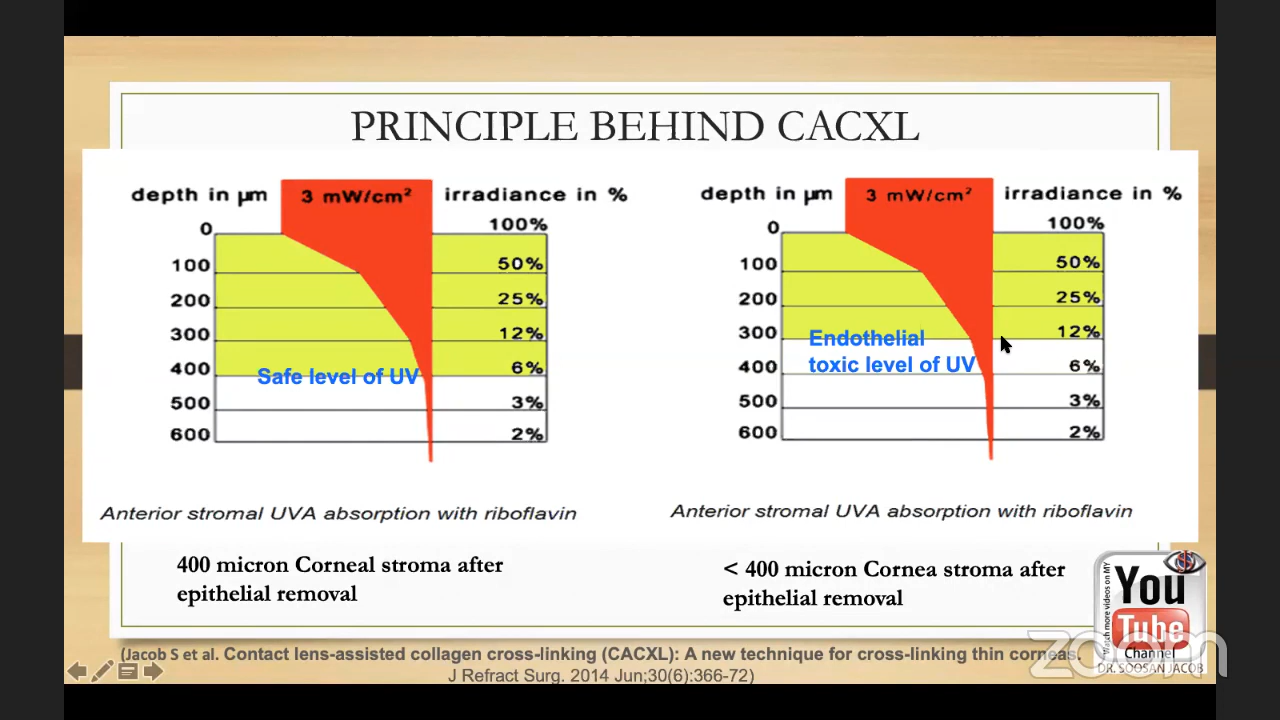 PRINCIPLE BEHIND CACXL
depth in µm
3 mW/cm²
irradiance in %
0
100%
100
50%
200
25%
300
12%
400
6%
500
3%
600
2%
Safe level of UV
Anterior stromal UVA absorption with riboflavin
400 micron Corneal stroma after
epithelial removal
depth in µm
3 mW/cm²
irradiance in %
0
100%
100
50%
200
25%
300
12%
400
6%
500
3%
600
2%
Endothelial
toxic level of UV
Anterior stromal UVA absorption with riboflavin
< 400 micron Cornea stroma after
epithelial removal
(Jacob S et al. Contact lens-assisted collagen cross-linking (CACXL): A new technique for cross-linking thin corneas.
J Refract Surg. 2014 Jun;30(6):366-72)
Watch more videos on MY
You
Tube
Channel
DR. SOOSAN JACOB
zoom